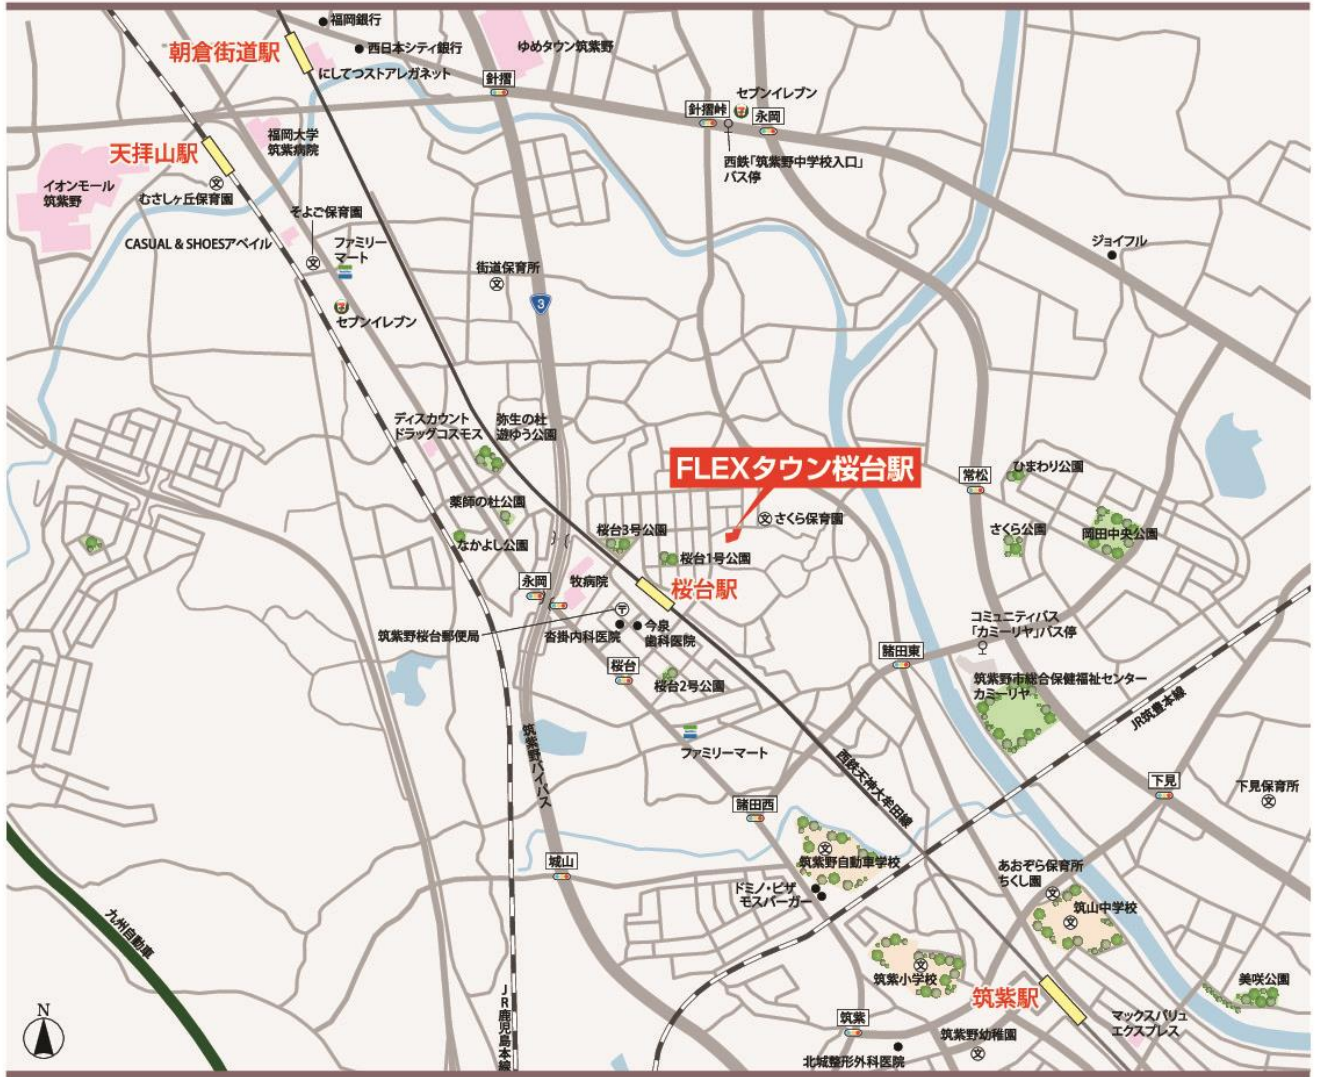 福岡銀行
朝倉街道駅
西日本シティ銀行
ゆめタウン筑紫野
にしてつストアレガネット
針摺
セブンイレブン
針摺峠
永岡
福岡大学
筑紫病院
天拝山駅
西鉄「筑紫野中学校入口」
バス停
イオンモール
筑紫野
むさしヶ丘保育園
そよご保育園
CASUAL & SHOESアベイル
ファミリー
マート
ジョイフル
街道保育所
3
セブンイレブン
ディスカウント
ドラッグコスモス
弥生の杜
遊ゆう公園
FLEXタウン桜台駅
常松
ひまわり公園
薬師の杜公園
さくら保育園
桜台3号公園
さくら公園
岡田中央公園
なかよし公園
桜台1号公園
永岡
牧病院
桜台駅
筑紫野桜台郵便局
沓掛内科医院
今泉
歯科医院
コミュニティバス
「カミーリヤ」バス停
諸田東
桜台
桜台2号公園
筑紫野市総合保健福祉センター
カミーリヤ
JR筑豊本線
筑紫野バイパス
ファミリーマート
西鉄天神大牟田線
下見
下見保育所
諸田西
城山
筑紫野自動車学校
あおぞら保育所
ちくし園
ドミノ・ピザ
モスバーガー
筑山中学校
九州自動車
筑紫小学校
筑紫駅
美咲公園
JR鹿児島本線
N
筑紫
マックスバリュ
エクスプレス
筑紫野幼稚園
北城整形外科医院